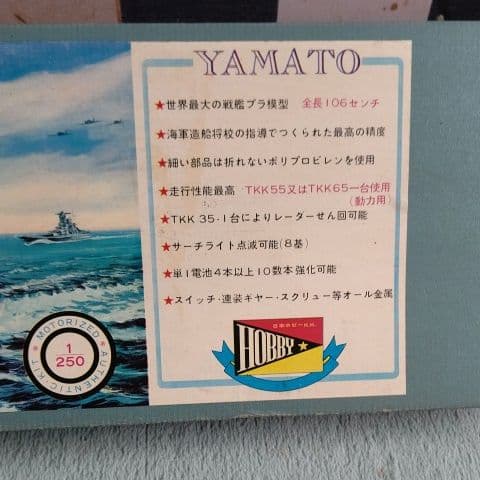 YAMATO
★世界最大の戦艦プラ模型 全長106センチ
★海軍造船将校の指導でつくられた最高の精度
★細い部品は折れないポリプロピレンを使用
★走行性能最高 TKK55又はTKK65一台使用
(動力用)
★TKK 35・1台によりレーダーせん回可能
★サーチライト点滅可能(8基)
★単1電池4本以上10数本強化可能
★スイッチ・連装ギヤー・スクリュー等オール金属
HOBBY
MOTORIZED
1
250
AUTHENTIC・KIT